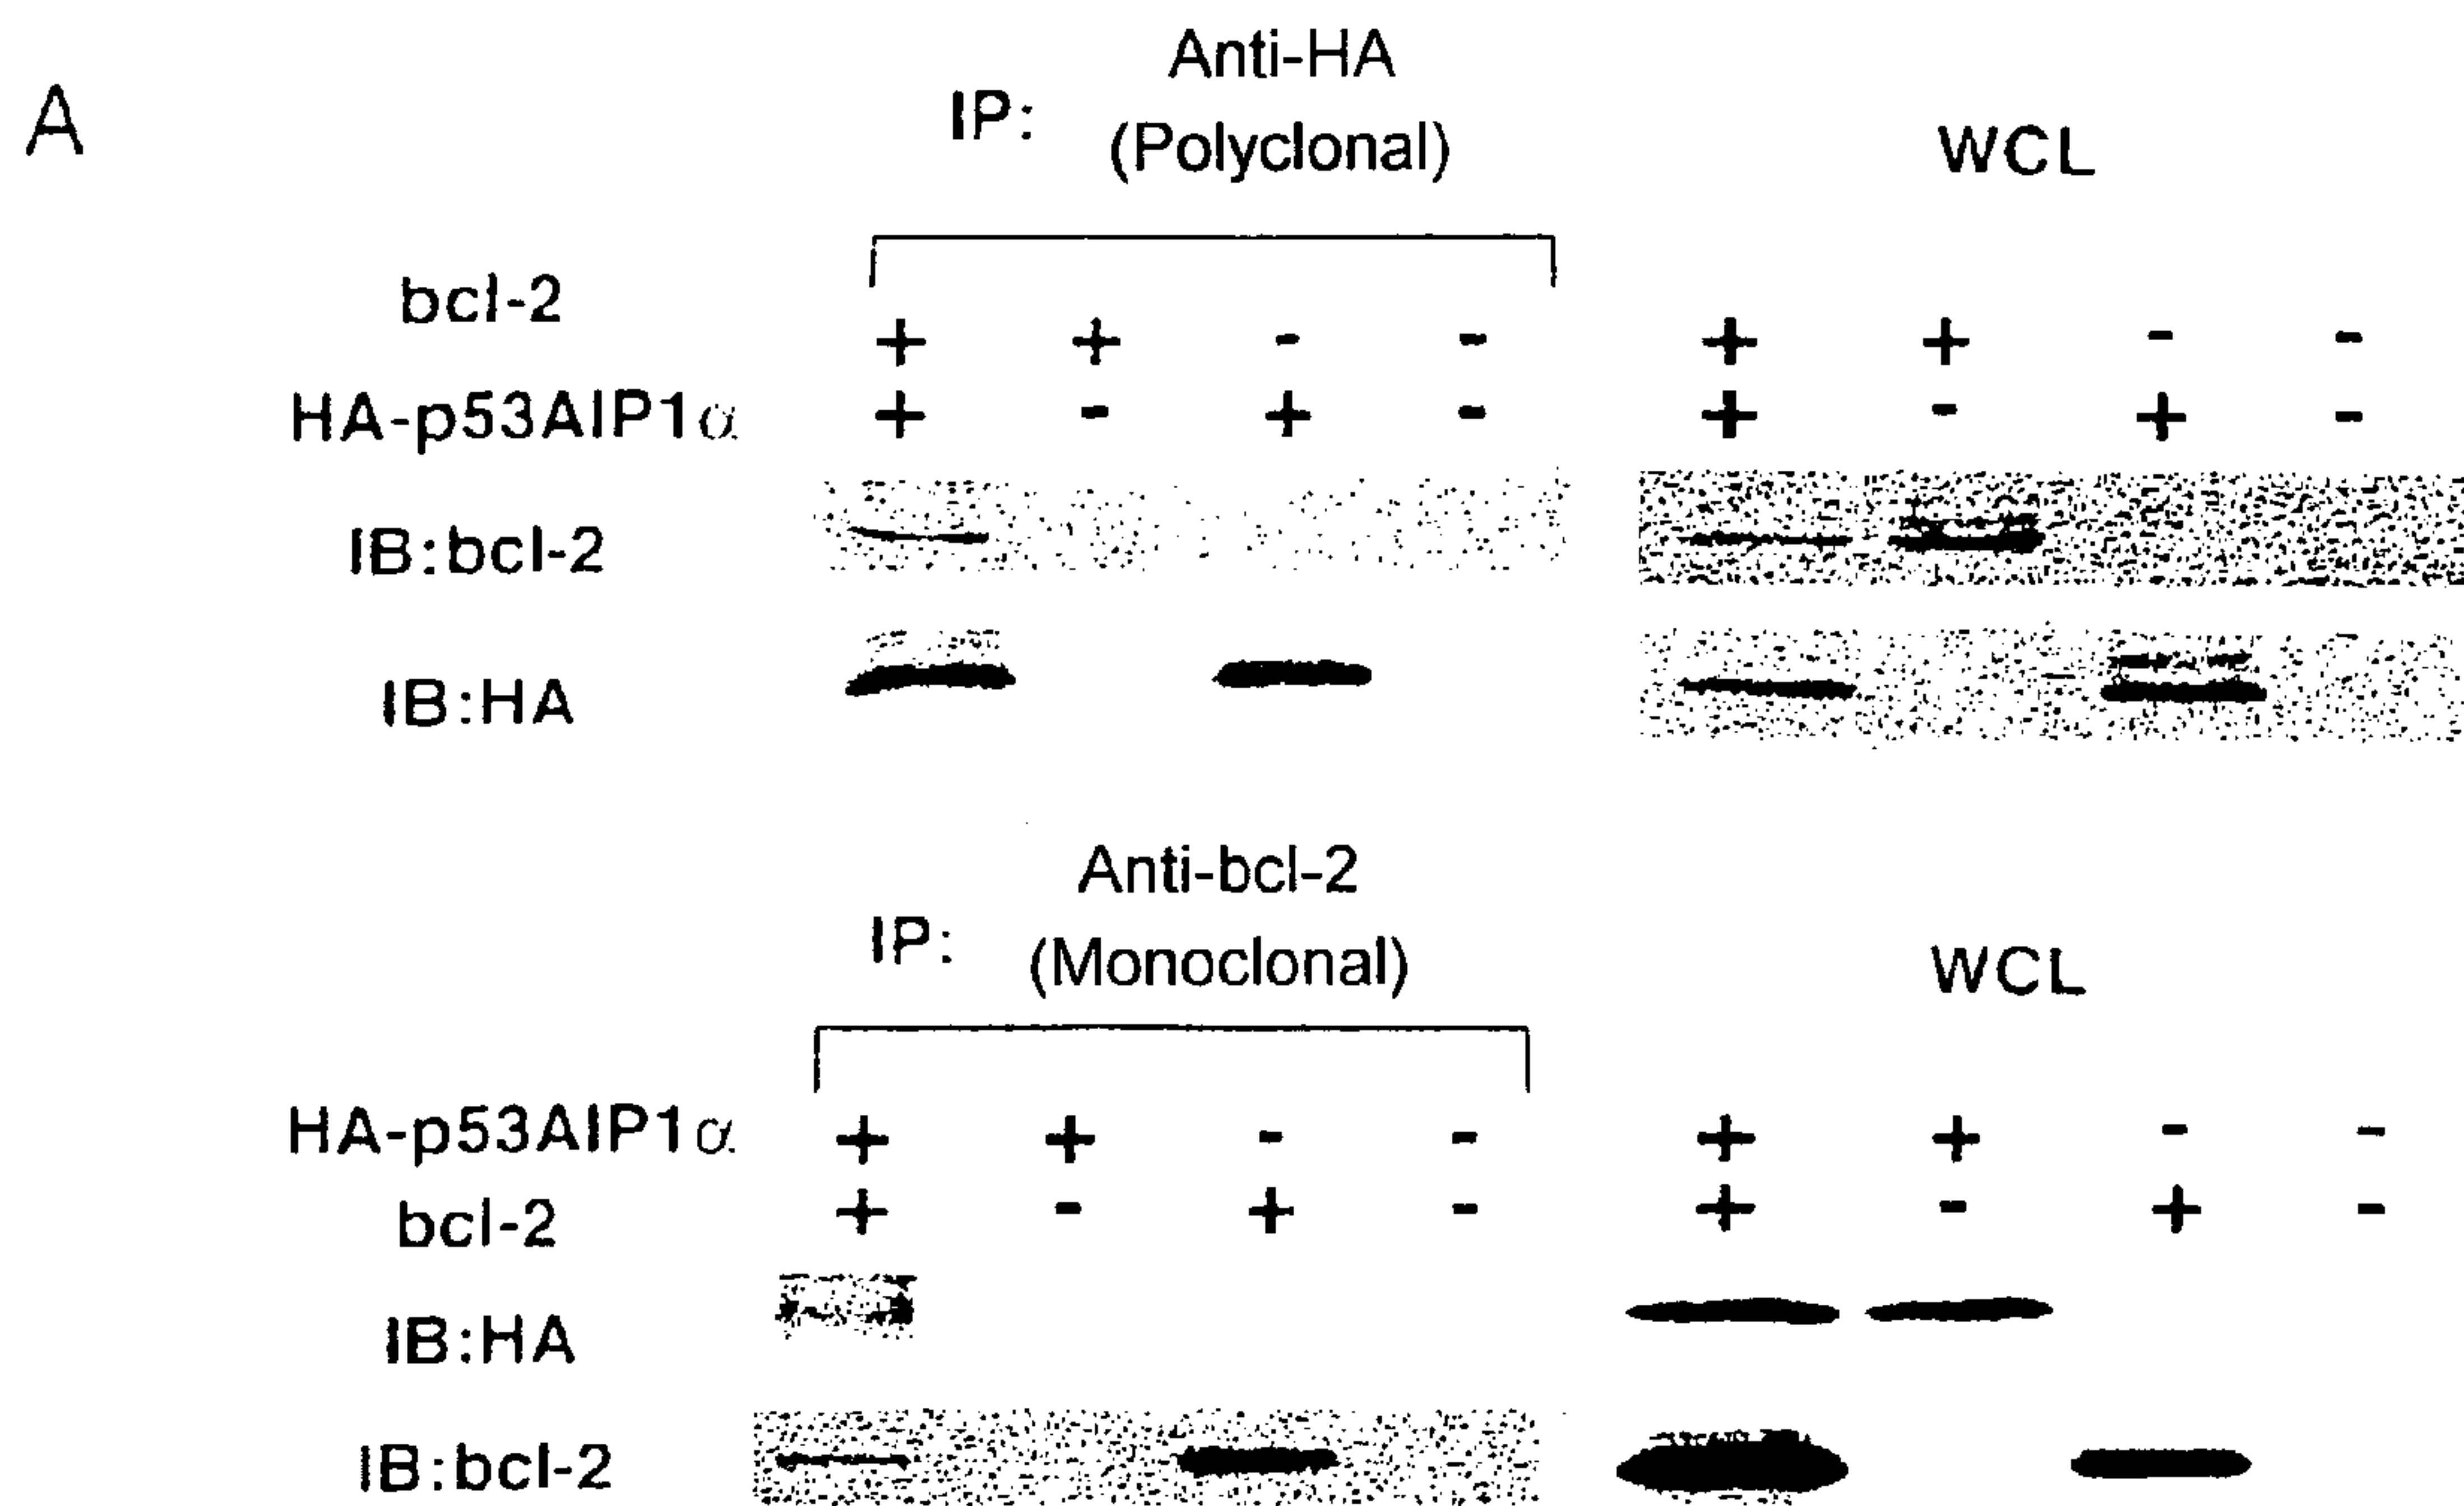 A
IP: Anti-HA
(Polyclonal)
WCL
bcl-2 + + - - + + - -
HA-p53AIP1α + - + - + - + -
IB:bcl-2
IB:HA
IP: Anti-bcl-2
(Monoclonal)
WCL
HA-p53AIP1α + + - - + + - -
bcl-2 + - + - + - + -
IB:HA
IB:bcl-2